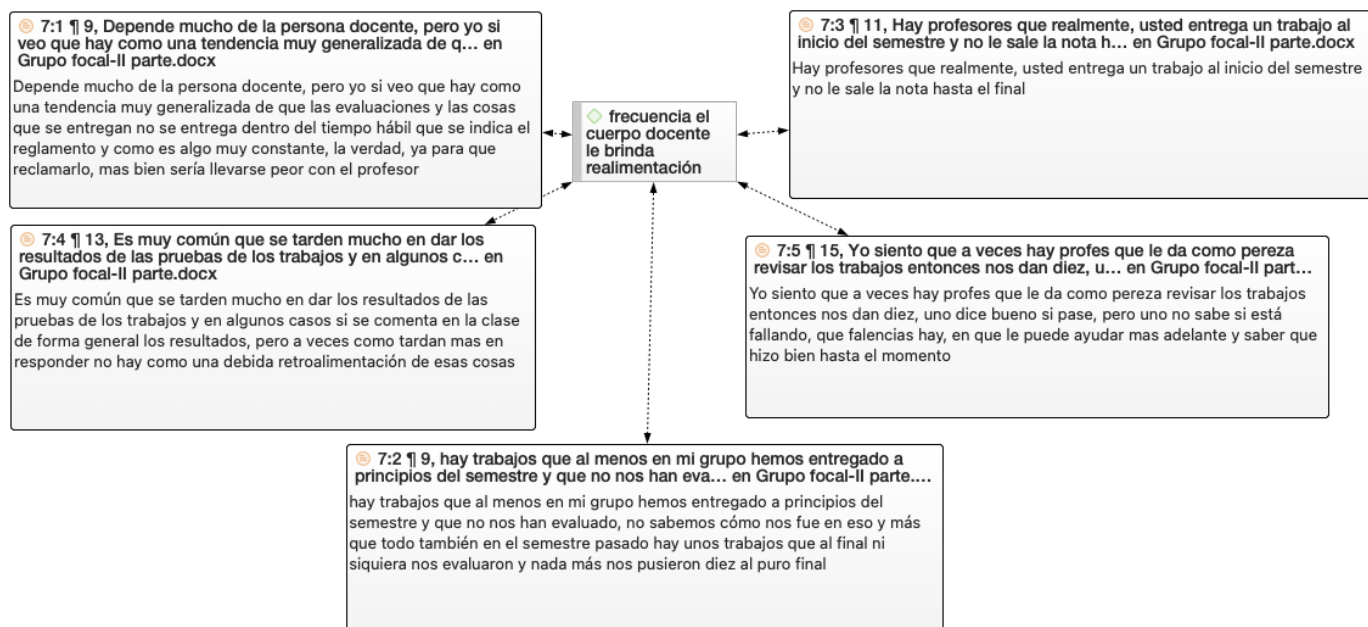 7:1 ¶ 9, Depende mucho de la persona docente, pero yo si
veo que hay como una tendencia muy generalizada de q... en
Grupo focal-II parte.docx
Depende mucho de la persona docente, pero yo si veo que hay como
una tendencia muy generalizada de que las evaluaciones y las cosas
que se entregan no se entrega dentro del tiempo hábil que se indica el
reglamento y como es algo muy constante, la verdad, ya para que
reclamarlo, mas bien sería llevarse peor con el profesor
7:3 ¶ 11, Hay profesores que realmente, usted entrega un trabajo al
inicio del semestre y no le sale la nota h... en Grupo focal-II parte.docx
Hay profesores que realmente, usted entrega un trabajo al inicio del semestre
y no le sale la nota hasta el final
frecuencia el
cuerpo docente
le brinda
realimentación
7:4 ¶ 13, Es muy común que se tarden mucho en dar los
resultados de las pruebas de los trabajos y en algunos c... en
Grupo focal-II parte.docx
Es muy común que se tarden mucho en dar los resultados de las
pruebas de los trabajos y en algunos casos si se comenta en la clase
de forma general los resultados, pero a veces como tardan mas en
responder no hay como una debida retroalimentación de esas cosas
7:5 ¶ 15, Yo siento que a veces hay profes que le da como pereza
revisar los trabajos entonces nos dan diez, u... en Grupo focal-II part...
Yo siento que a veces hay profes que le da como pereza revisar los trabajos
entonces nos dan diez, uno dice bueno si pase, pero uno no sabe si está
fallando, que falencias hay, en que le puede ayudar mas adelante y saber que
hizo bien hasta el momento
7:2 ¶ 9, hay trabajos que al menos en mi grupo hemos entregado a
principios del semestre y que no nos han eva... en Grupo focal-II parte....
hay trabajos que al menos en mi grupo hemos entregado a principios del
semestre y que no nos han evaluado, no sabemos cómo nos fue en eso y más
que todo también en el semestre pasado hay unos trabajos que al final ni
siquiera nos evaluaron y nada más nos pusieron diez al puro final